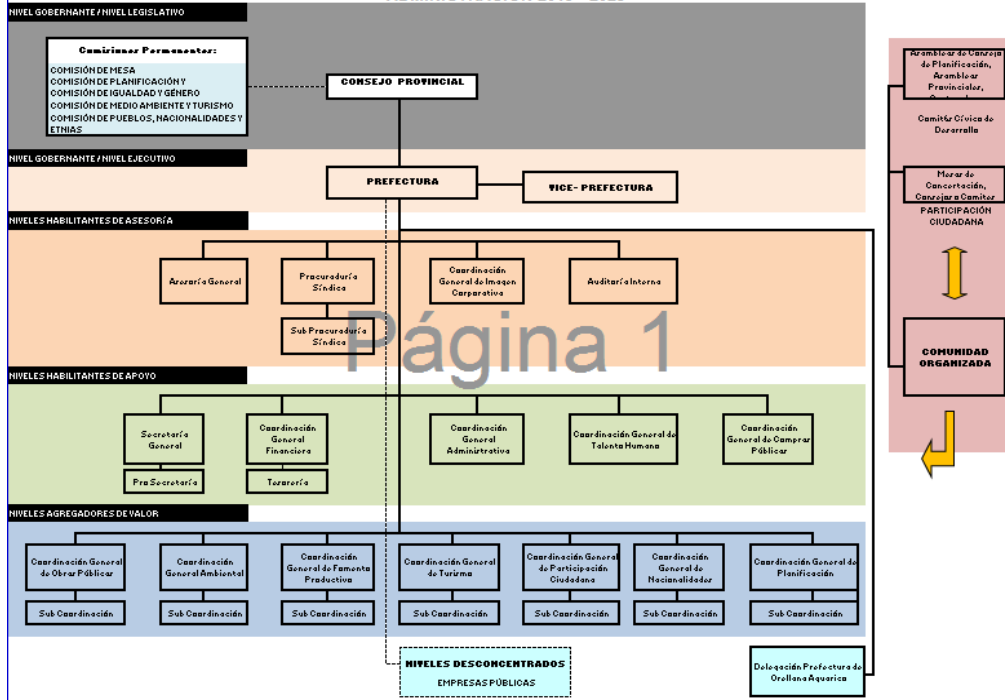 NIVEL GOBERNANTE / NIVEL LEGISLATIVO
Comisiones Permanentes:
COMISIÓN DE MESA
COMISIÓN DE PLANIFICACIÓN Y
COMISIÓN DE IGUALDAD Y GÉNERO
COMISIÓN DE MEDIO AMBIENTE Y TURISMO
COMISIÓN DE PUEBLOS, NACIONALIDADES Y
ETNIAS
CONSEJO PROVINCIAL
NIVEL GOBERNANTE / NIVEL EJECUTIVO
PREFECTURA
VICE- PREFECTURA
NIVELES HABILITANTES DE ASESORÍA
Asesoría General
Procuraduría
Síndica
Coordinación
General de Imagen
Corporativa
Auditoría Interna
Sub Procuraduría
Síndica
Página 1
NIVELES HABILITANTES DE APOYO
Secretaría
General
Coordinación
General
Financiera
Coordinación
General
Administrativa
Coordinación General de
Talento Humano
Coordinación
General de Compras
Públicas
Pro Secretaría
Tesorería
NIVELES AGREGADORES DE VALOR
Coordinación General
de Obras Públicas
Coordinación
General Ambiental
Coordinación
General de Fomento
Productivo
Coordinación General
de Turismo
Coordinación General
de Participación
Ciudadana
Coordinación
General de
Nacionalidades
Coordinación General de
Planificación
Sub Coordinación
Sub Coordinación
Sub Coordinación
Sub Coordinación
Sub Coordinación
Sub Coordinación
Sub Coordinación
NIVELES DESCONCENTRADOS
EMPRESAS PÚBLICAS
Delegación Prefectura de
Orellana Aguarico
Asambleas de Consejo
de Planificación,
Asambleas
Provinciales,
Comités Cívico de
Desarrollo
Mesas de
Concertación,
Consejos o Comites
PARTICIPACIÓN
CIUDADANA
COMUNIDAD
ORGANIZADA